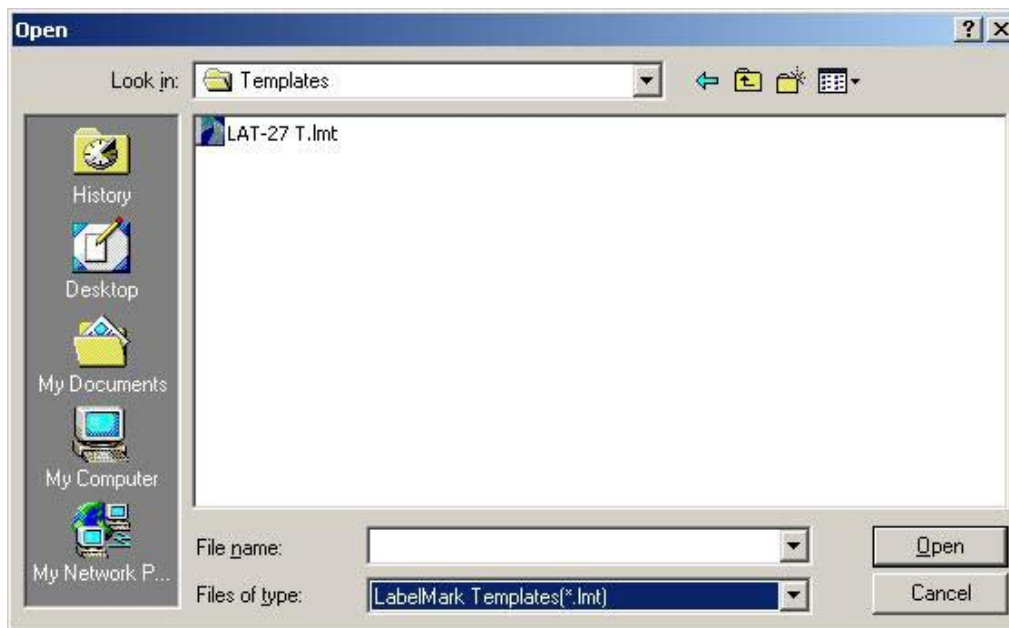 Open
Look in: Templates
LAT-27 T.lmt
History
Desktop
My Documents
My Computer
My Network P...
File name:
Open
Files of type: LabelMark Templates(*.lmt)
Cancel